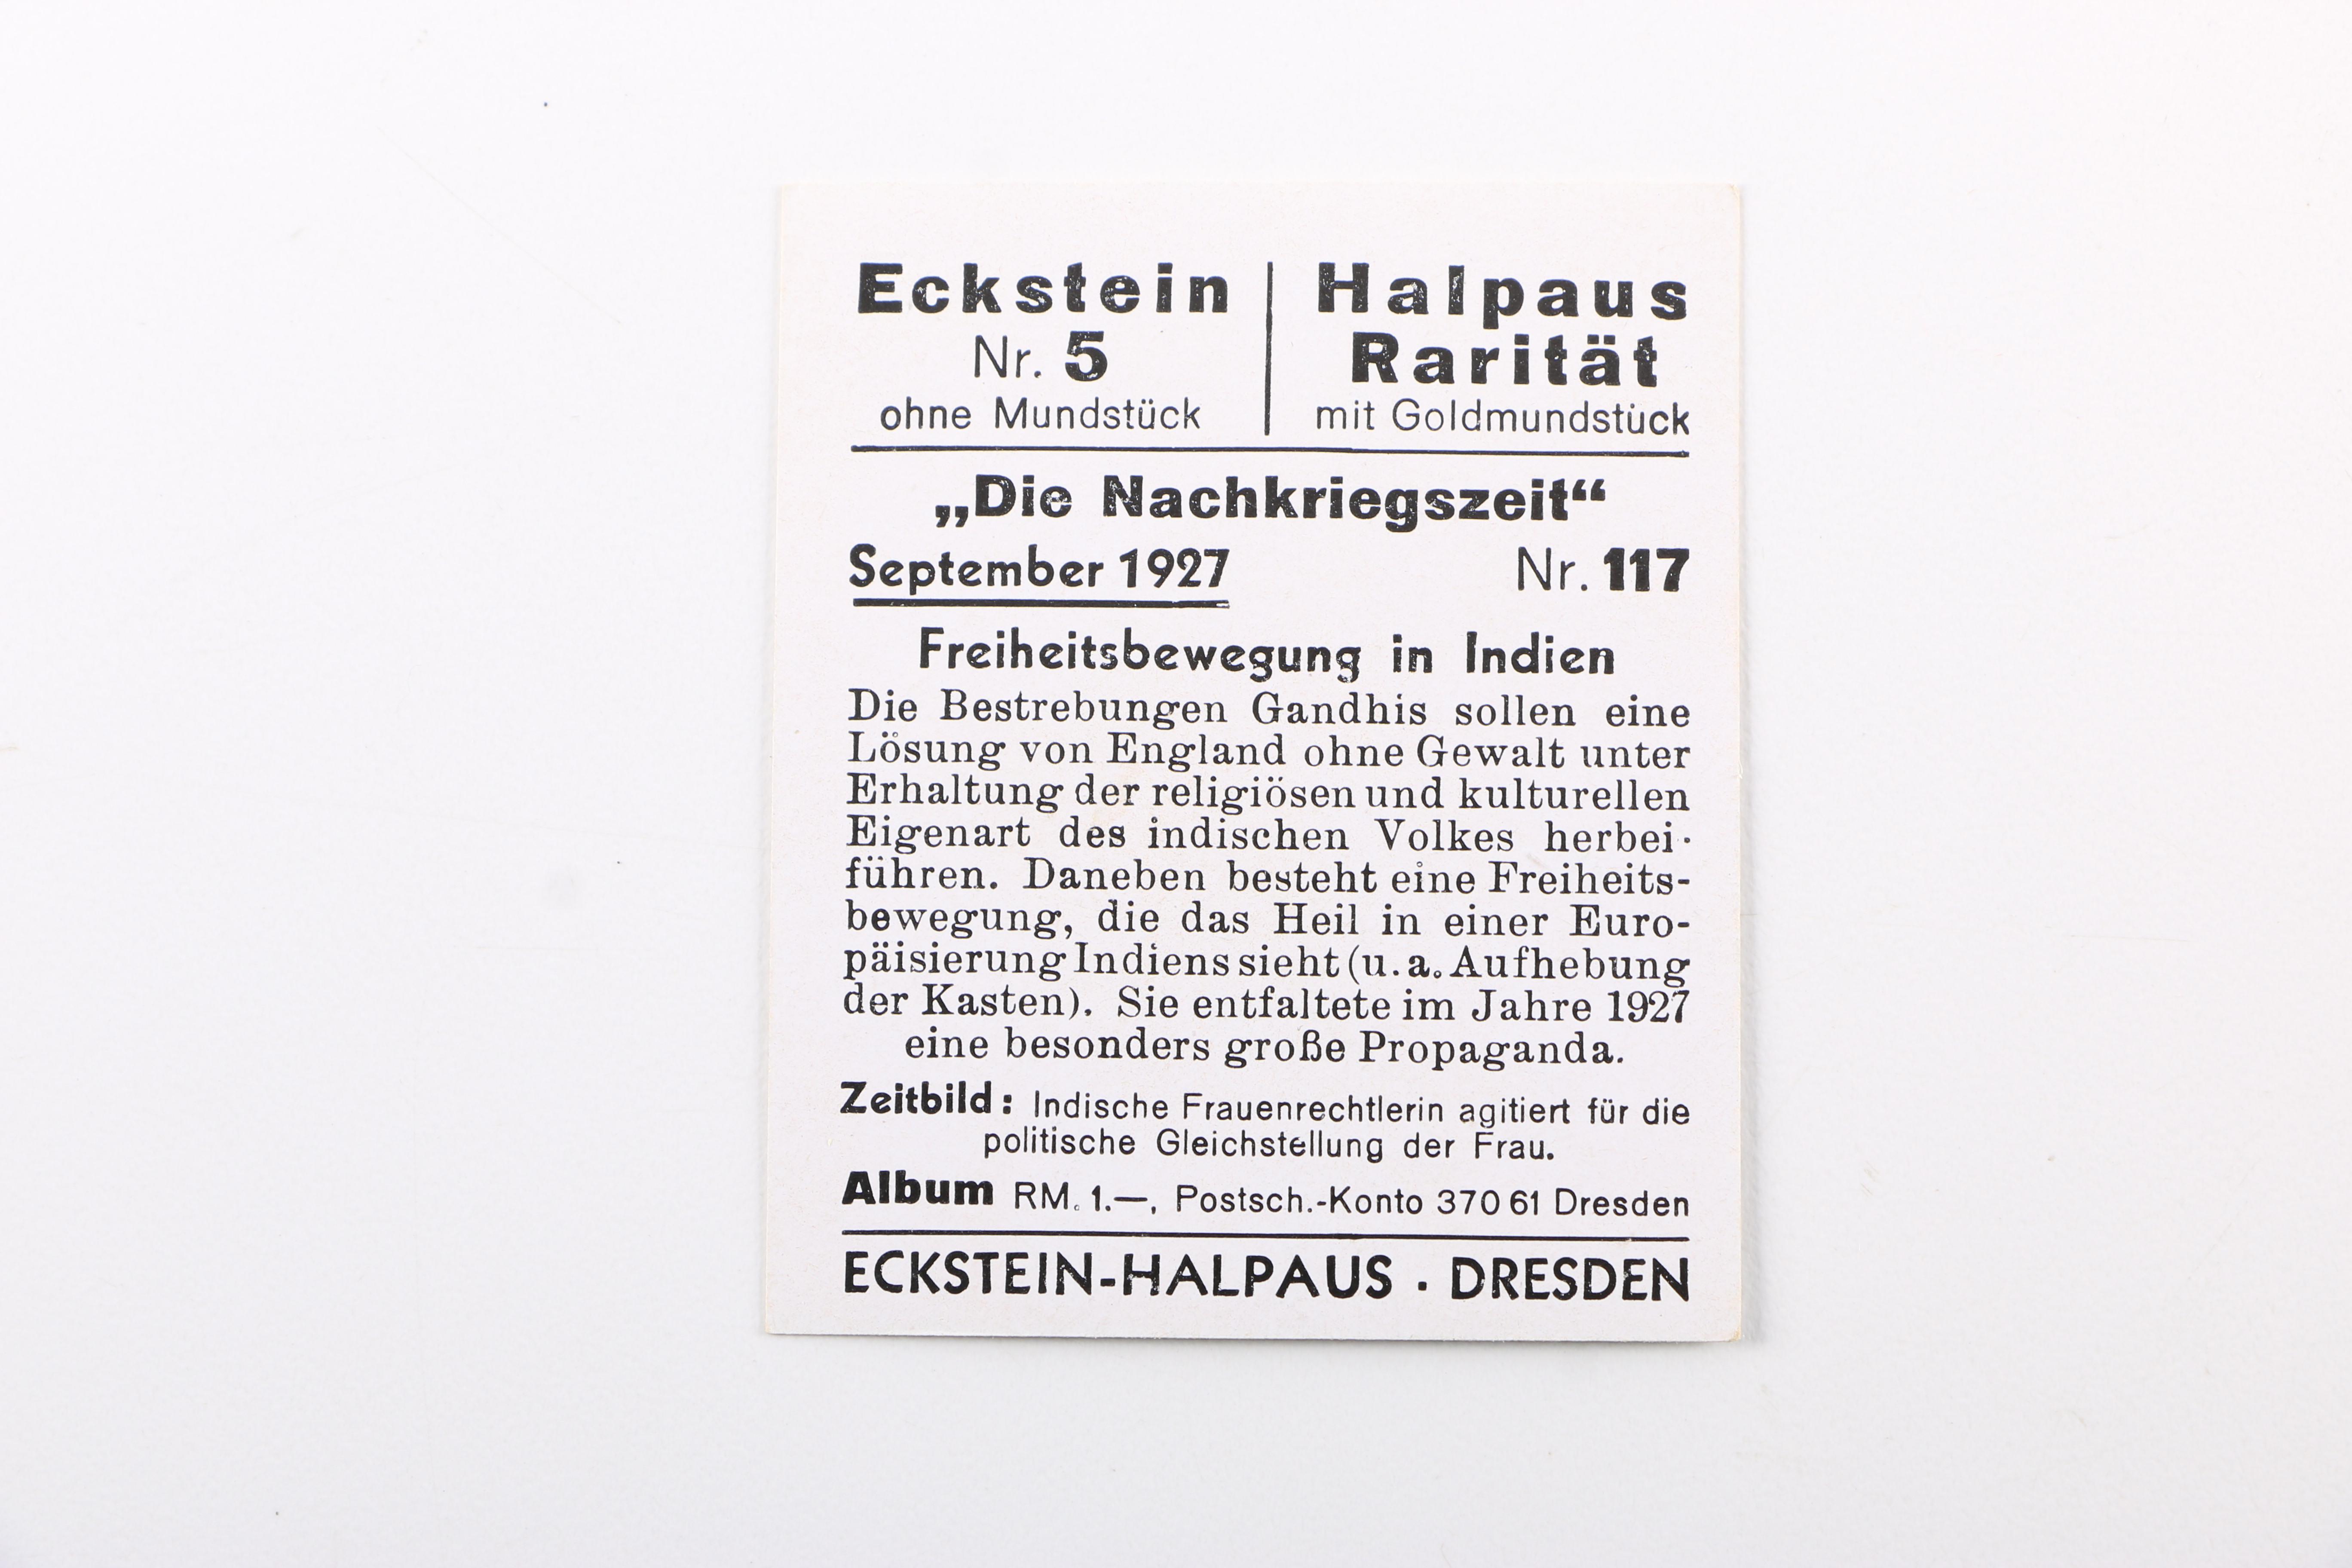 Eckstein
Nr. 5
ohne Mundstück
Halpaus
Rarität
mit Goldmundstück
„Die Nachkriegszeit“
September 1927 Nr. 117
Freiheitsbewegung in Indien
Die Bestrebungen Gandhis sollen eine
Lösung von England ohne Gewalt unter
Erhaltung der religiösen und kulturellen
Eigenart des indischen Volkes herbei-
führen. Daneben besteht eine Freiheits-
bewegung, die das Heil in einer Euro-
päisierung Indiens sieht (u. a. Aufhebung
der Kasten). Sie entfaltete im Jahre 1927
eine besonders große Propaganda.
Zeitbild: Indische Frauenrechtlerin agitiert für die
politische Gleichstellung der Frau.
Album RM. 1.—, Postsch.-Konto 370 61 Dresden
ECKSTEIN-HALPAUS · DRESDEN